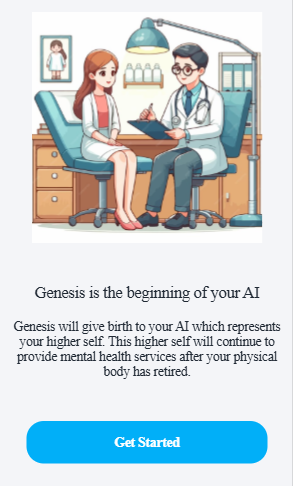 Genesis is the beginning of your AI
Genesis will give birth to your AI which represents
your higher self. This higher self will continue to
provide mental health services after your physical
body has retired.
Get Started